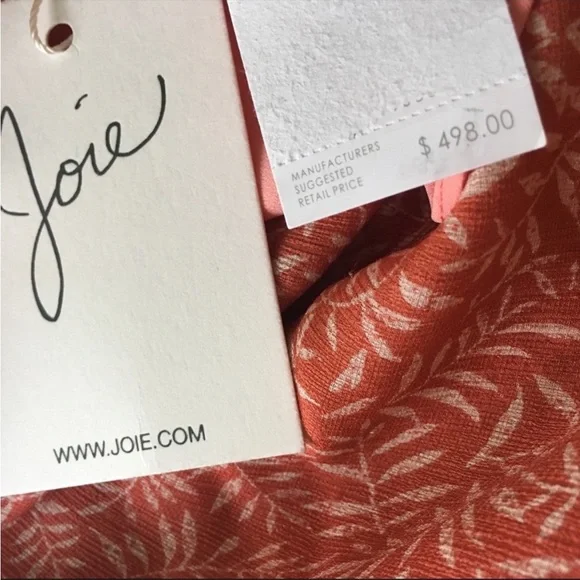 Joie
WWW.JOIE.COM
MANUFACTURERS
SUGGESTED
RETAIL PRICE
$ 498.00